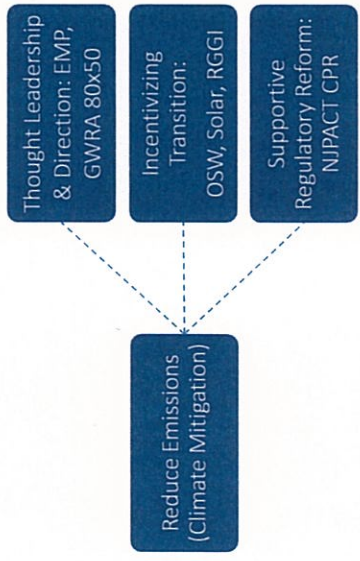 Reduce Emissions
(Climate Mitigation)
Thought Leadership
& Direction: EMP,
GWRA 80x50
Incentivizing
Transition:
OSW, Solar, RGGI
Supportive
Regulatory Reform:
NJPACT CPR